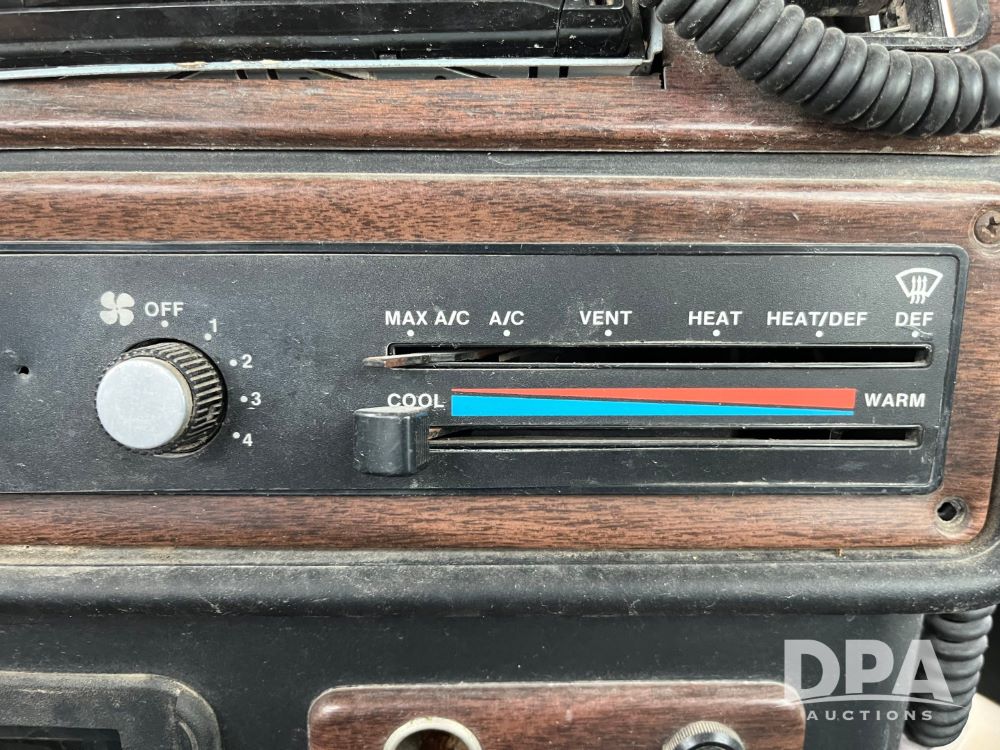 OFF
1
2
3
4
MAX A/C A/C VENT HEAT HEAT/DEF DEF
COOL WARM
DPA
AUCTIONS